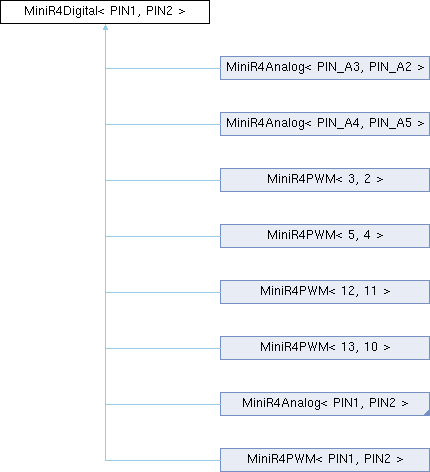 MiniR4Digital< PIN1, PIN2 >
MiniR4Analog< PIN_A3, PIN_A2 >
MiniR4Analog< PIN_A4, PIN_A5 >
MiniR4PWM< 3, 2 >
MiniR4PWM< 5, 4 >
MiniR4PWM< 12, 11 >
MiniR4PWM< 13, 10 >
MiniR4Analog< PIN1, PIN2 >
MiniR4PWM< PIN1, PIN2 >